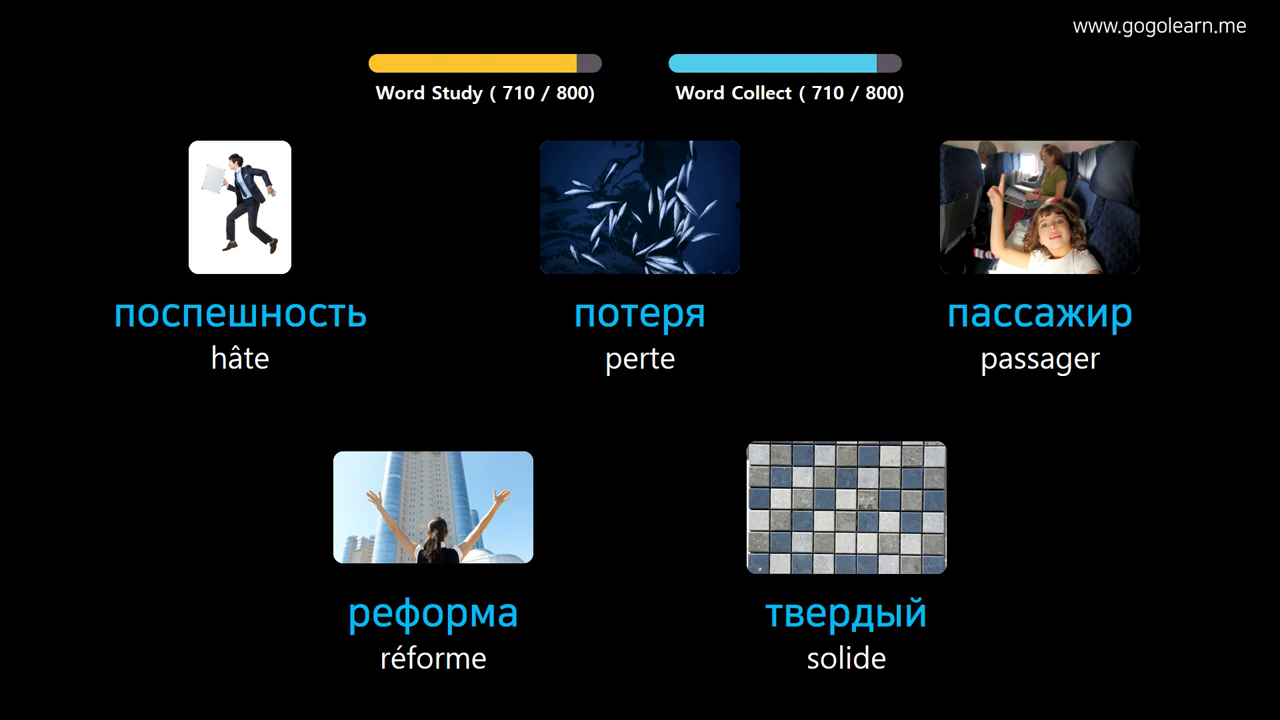 www.gogolearn.me
Word Study ( 710 / 800)
Word Collect ( 710 / 800)
поспешность
hâte
потеря
perte
пассажир
passager
реформа
réforme
твердый
solide